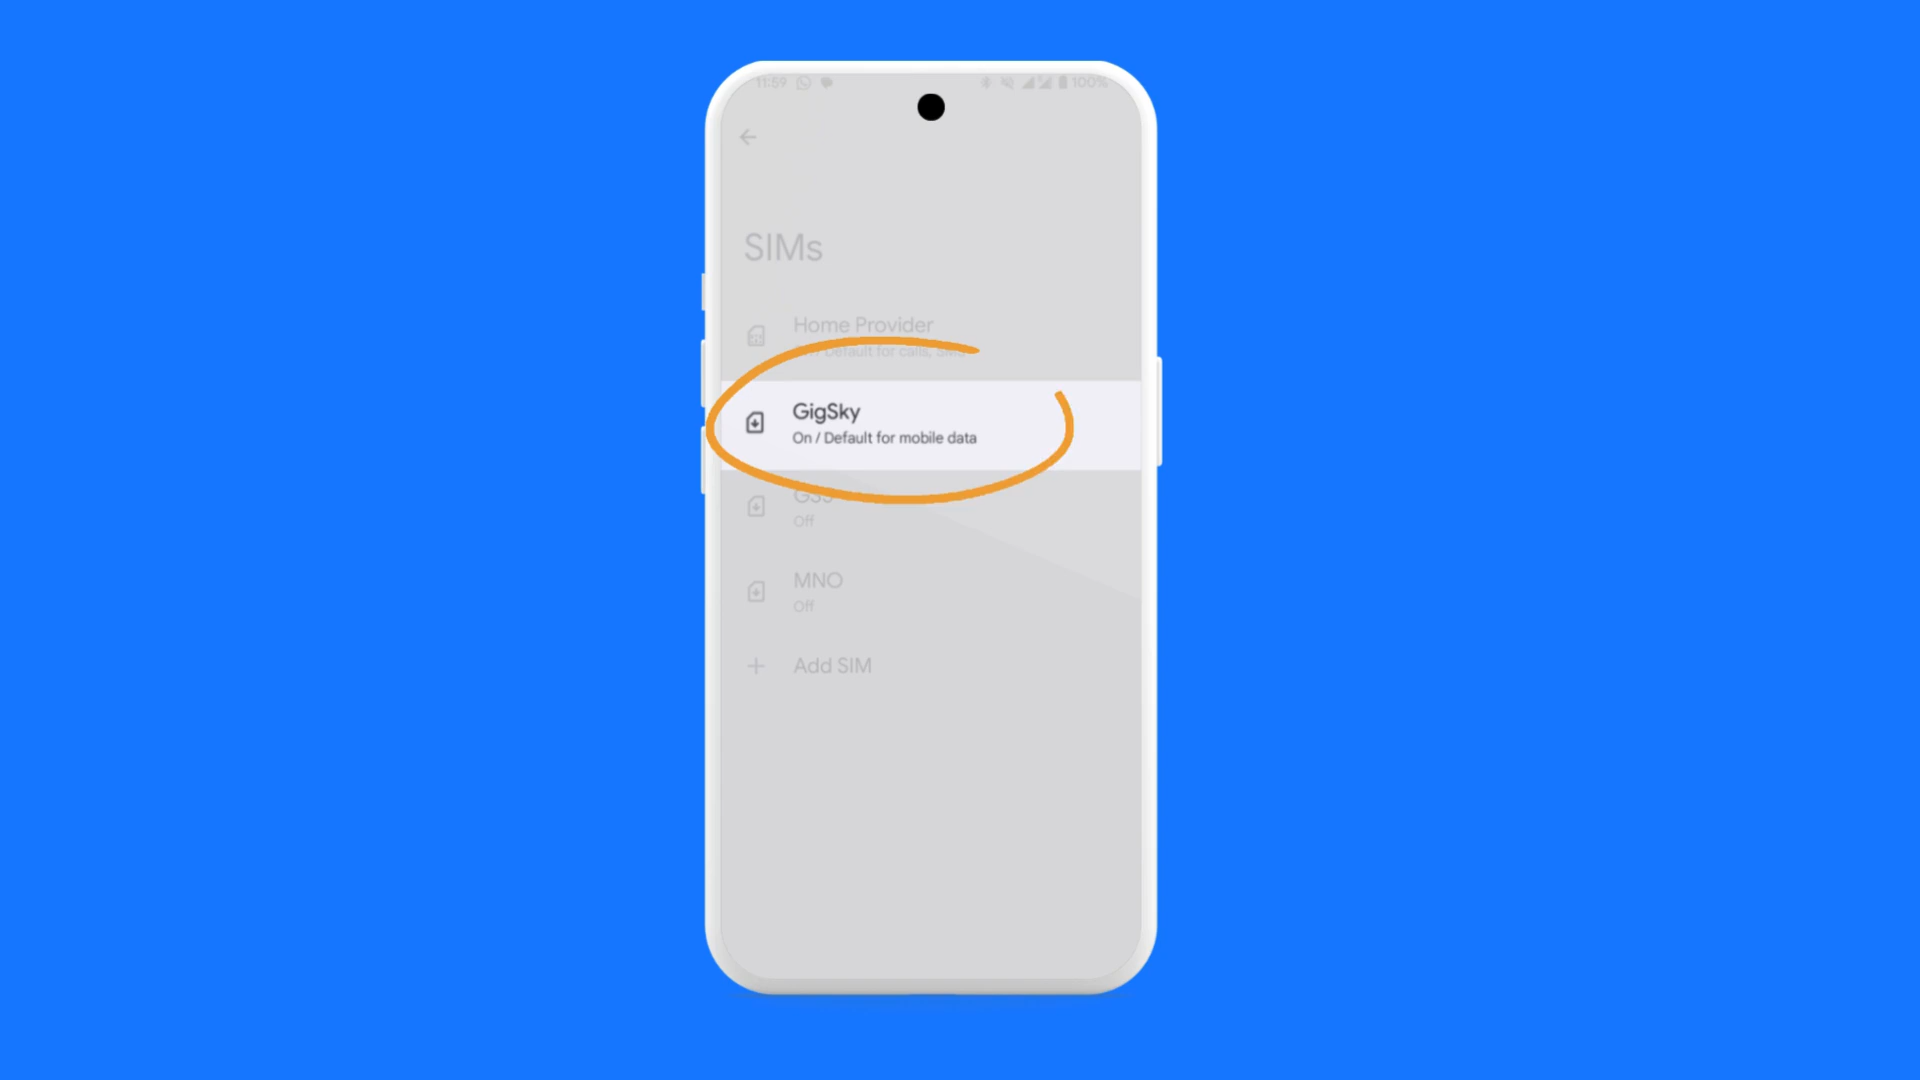 11:59
100%
SIMs
Home Provider
Default for calls, SMS
GigSky
On / Default for mobile data
Off
MNO
Off
Add SIM